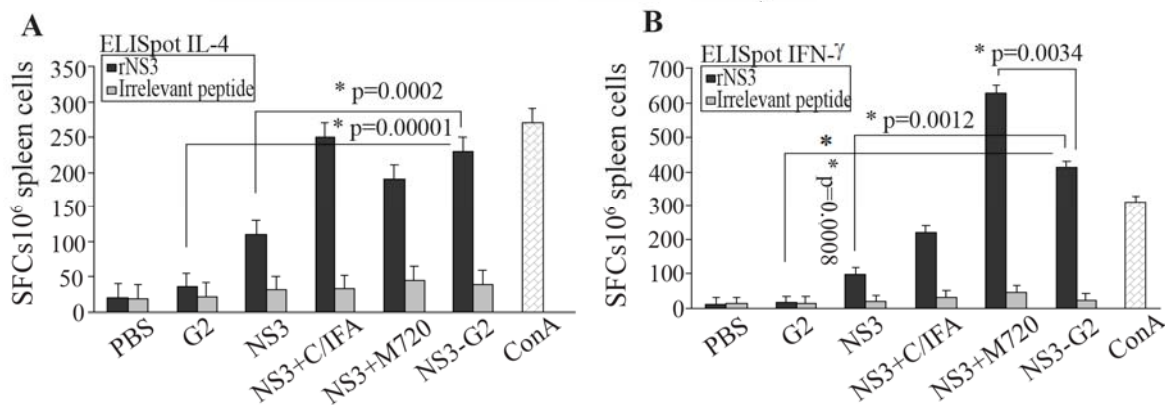 A
ELISpot IL-4
rNS3
Irrelevant peptide
* p=0.0002
* p=0.00001
SFCs10⁶ spleen cells
350
300
250
200
150
100
50
0
PBS
G2
NS3
NS3+C/IFA
NS3+M720
NS3-G2
ConA
B
ELISpot IFN-γ
rNS3
Irrelevant peptide
* p=0.0034
* p=0.0012
*
* p=0.0008
SFCs10⁶ spleen cells
700
600
500
400
300
200
100
0
PBS
G2
NS3
NS3+C/IFA
NS3+M720
NS3-G2
ConA